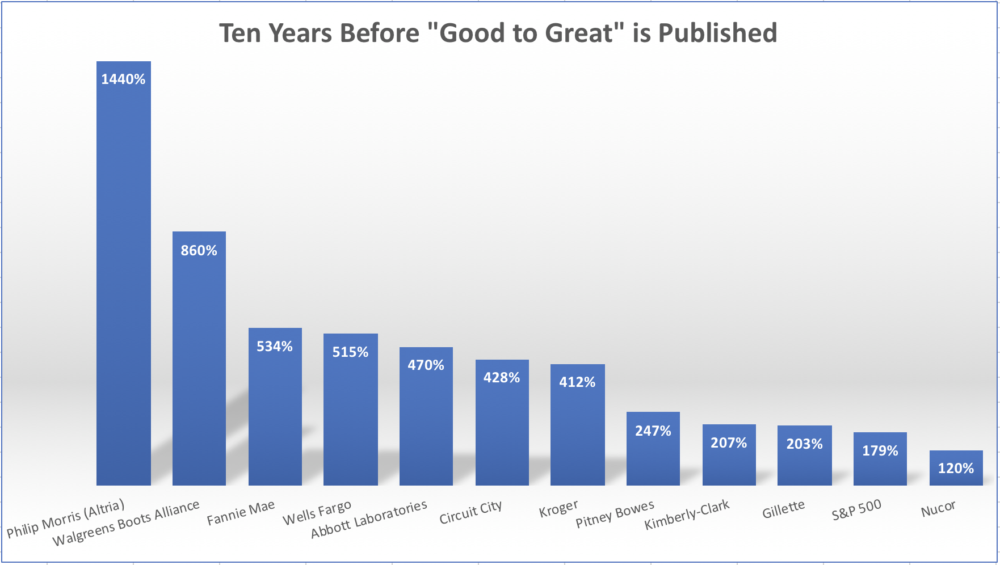 Ten Years Before "Good to Great" is Published
1440%
860%
534%
515%
470%
428%
412%
247%
207%
203%
179%
120%
Philip Morris (Altria)
Walgreens Boots Alliance
Fannie Mae
Wells Fargo
Abbott Laboratories
Circuit City
Kroger
Pitney Bowes
Kimberly-Clark
Gillette
S&P 500
Nucor